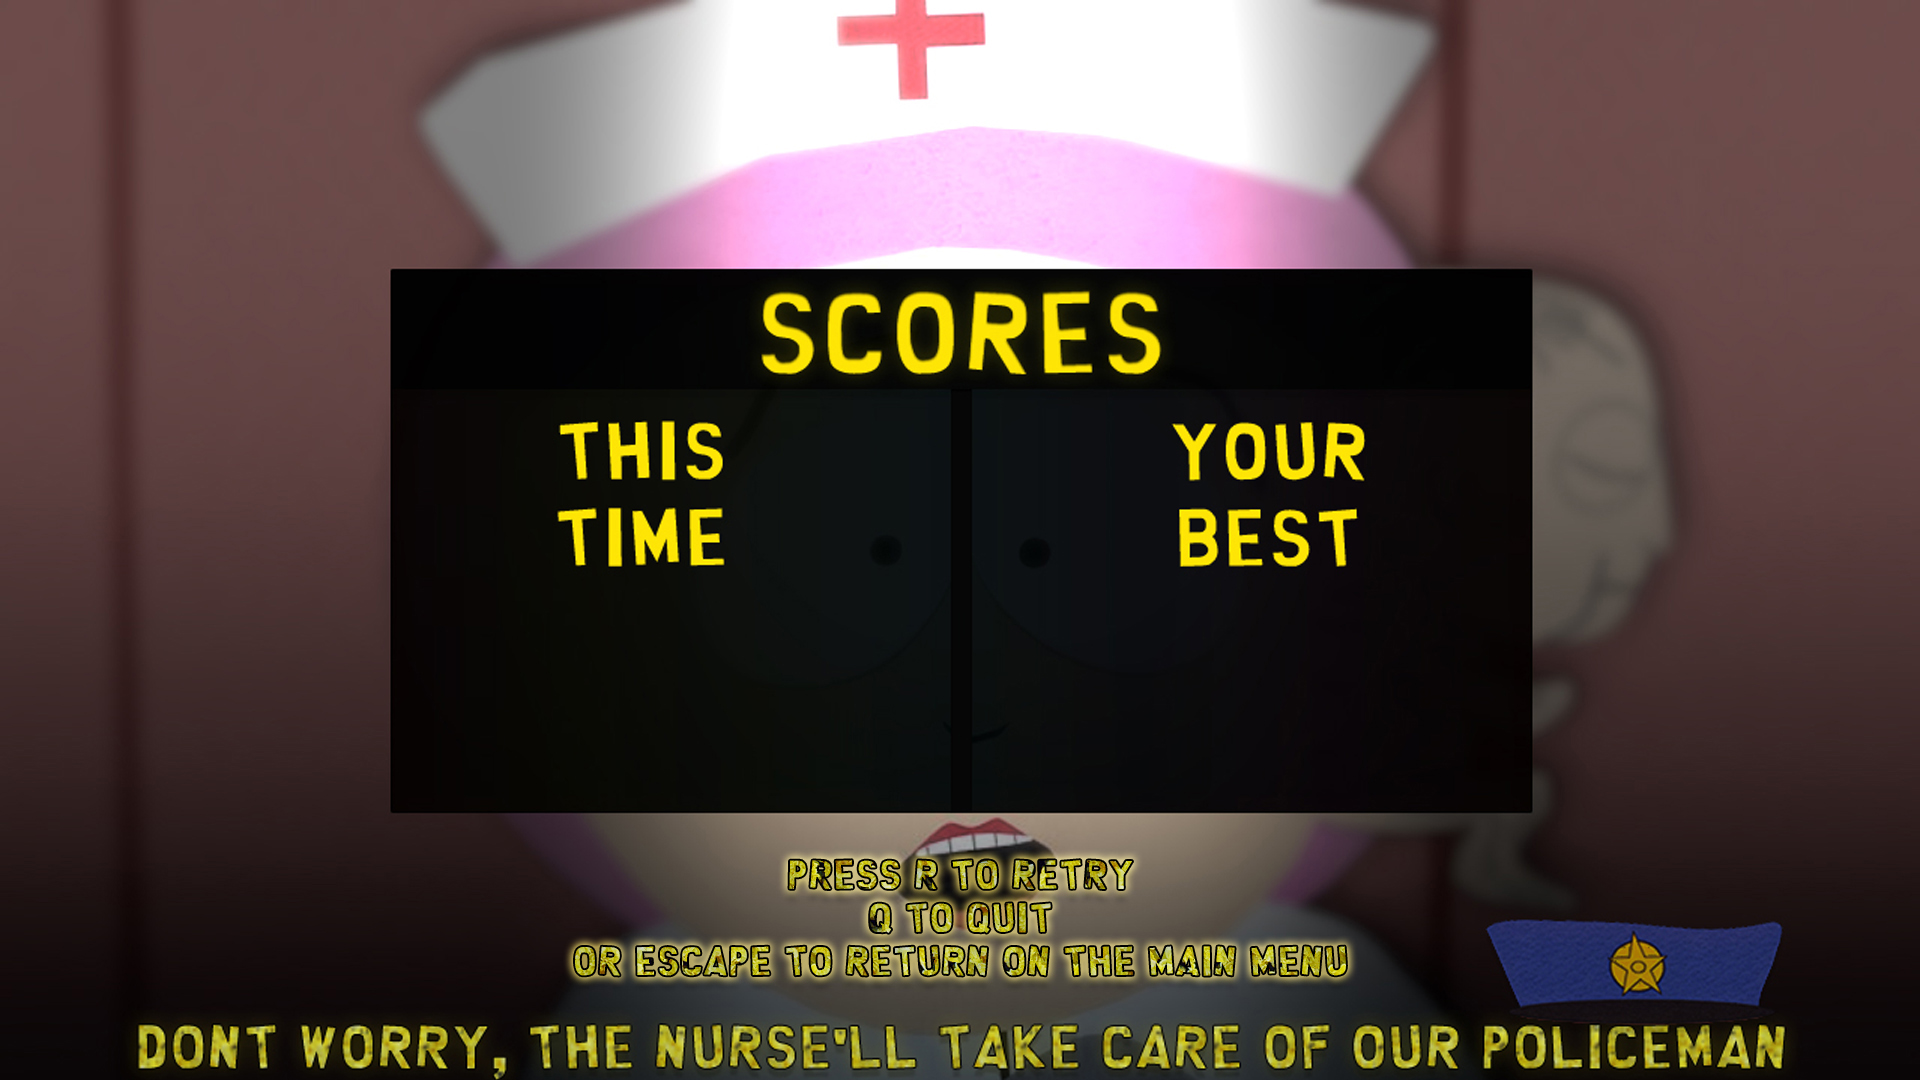 SCORES
THIS
TIME
YOUR
BEST
PRESS R TO RETRY
Q TO QUIT
OR ESCAPE TO RETURN ON THE MAIN MENU
DONT WORRY, THE NURSE'LL TAKE CARE OF OUR POLICEMAN